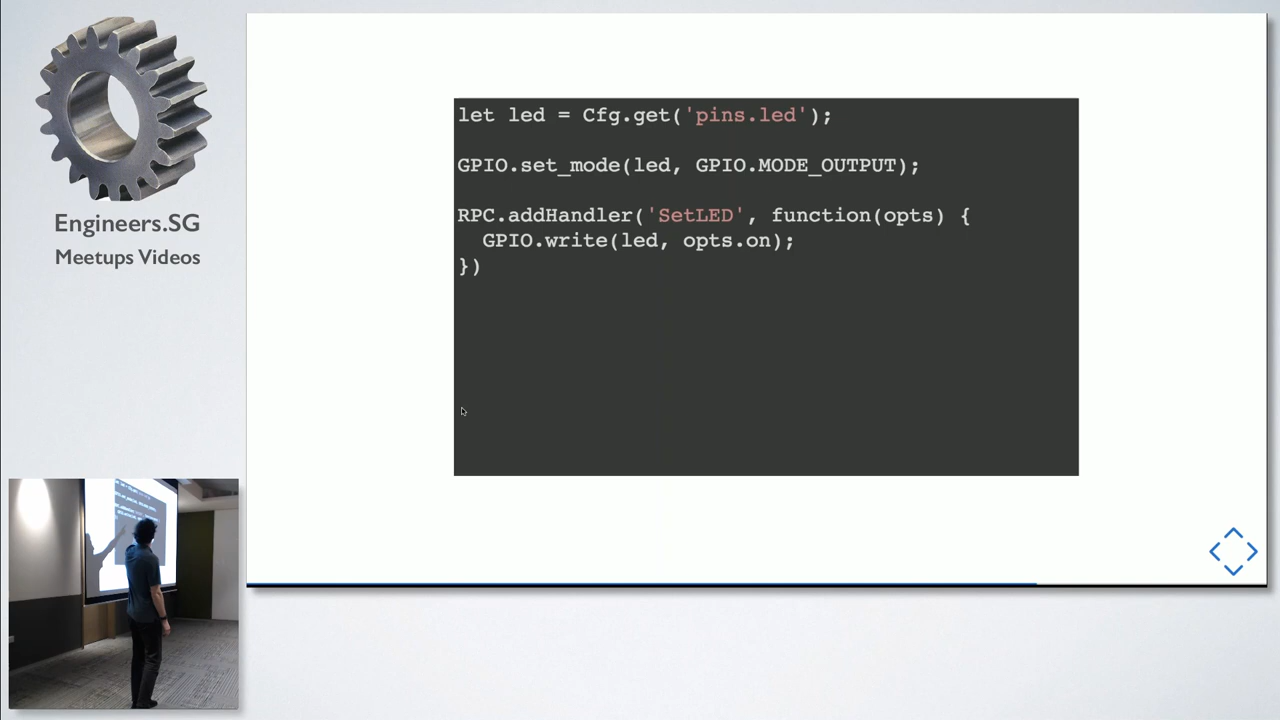 Engineers.SG
Meetups Videos
let led = Cfg.get('pins.led');
GPIO.set_mode(led, GPIO.MODE_OUTPUT);
RPC.addHandler('SetLED', function(opts) {
  GPIO.write(led, opts.on);
})